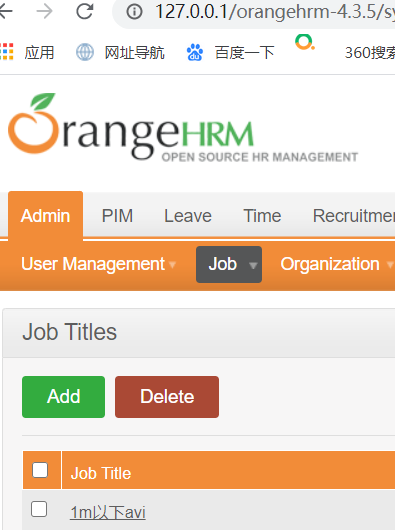 127.0.0.1/orangehrm-4.3.5/sy
应用 网址导航 百度一下 360搜索
OrangeHRM
OPEN SOURCE HR MANAGEMENT
Admin PIM Leave Time Recruitmen
User Management Job Organization
Job Titles
Add Delete
Job Title
1m以下avi